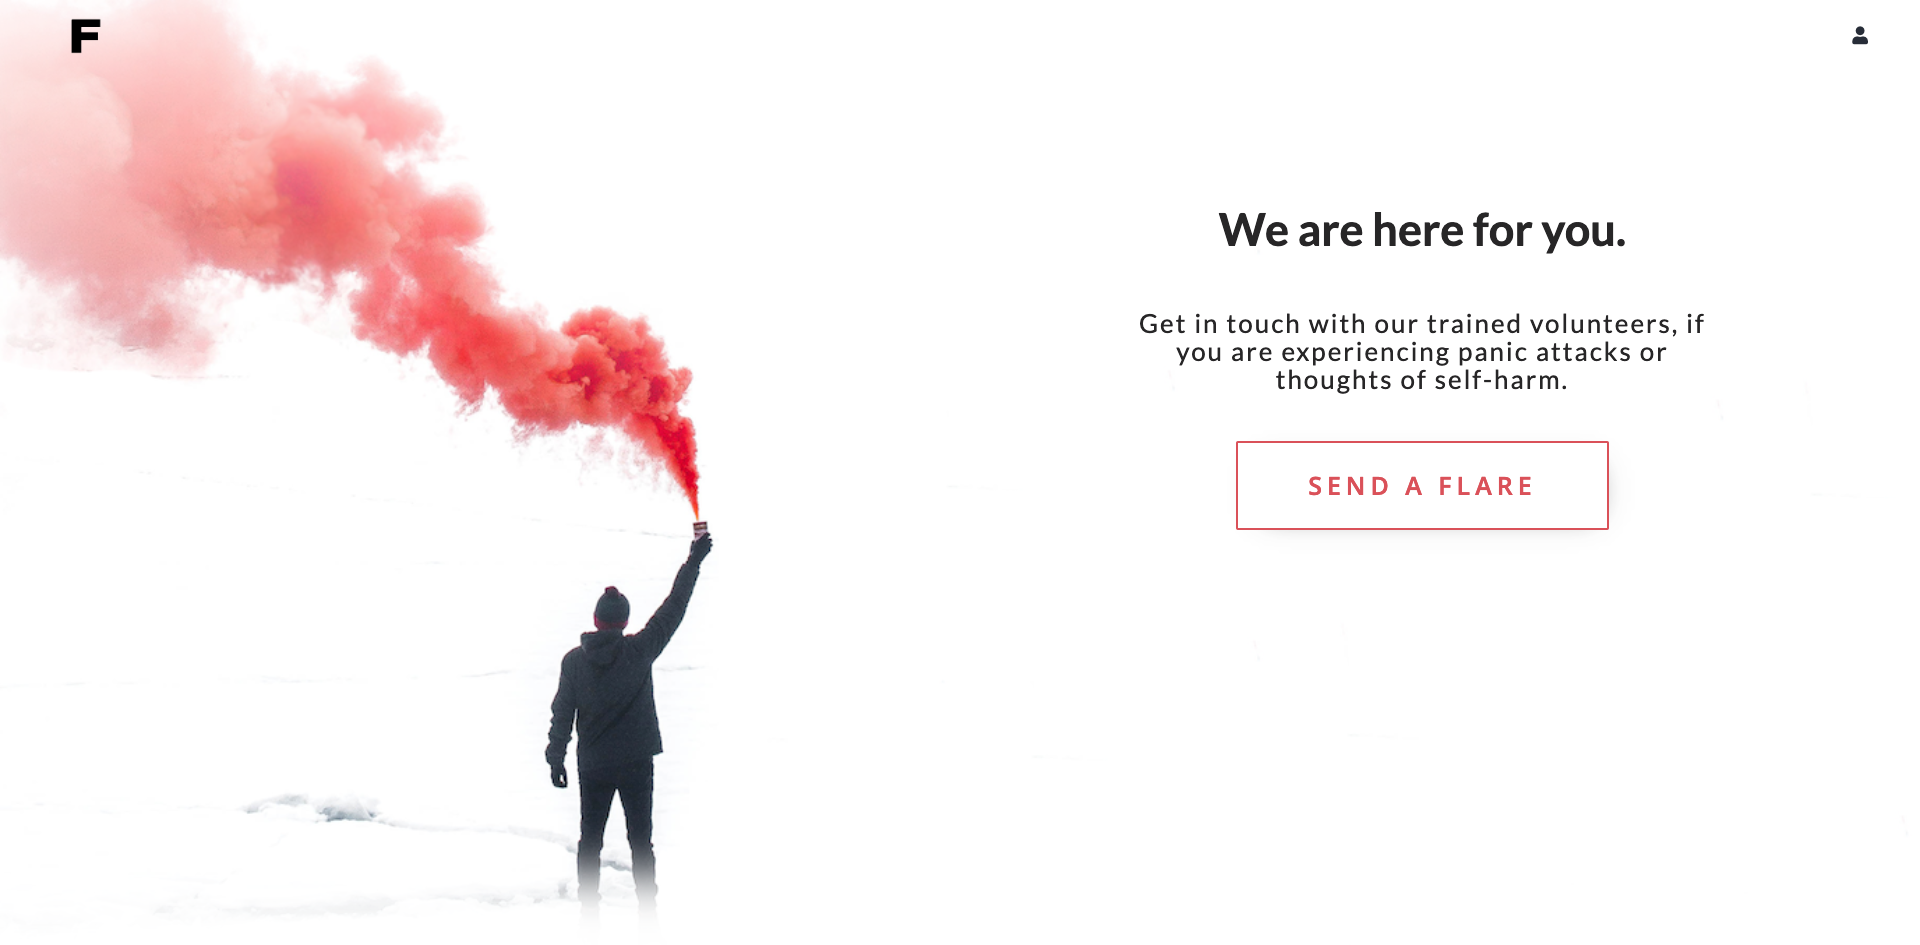 F
We are here for you.
Get in touch with our trained volunteers, if
you are experiencing panic attacks or
thoughts of self-harm.
SEND A FLARE